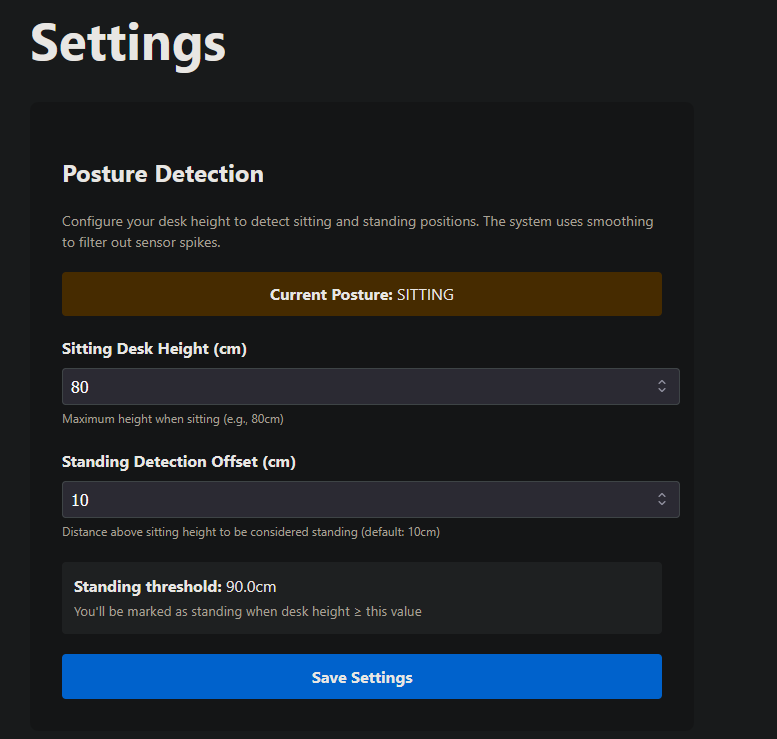 Settings
Posture Detection
Configure your desk height to detect sitting and standing positions. The system uses smoothing
to filter out sensor spikes.
Current Posture: SITTING
Sitting Desk Height (cm)
80
Maximum height when sitting (e.g., 80cm)
Standing Detection Offset (cm)
10
Distance above sitting height to be considered standing (default: 10cm)
Standing threshold: 90.0cm
You'll be marked as standing when desk height ≥ this value
Save Settings